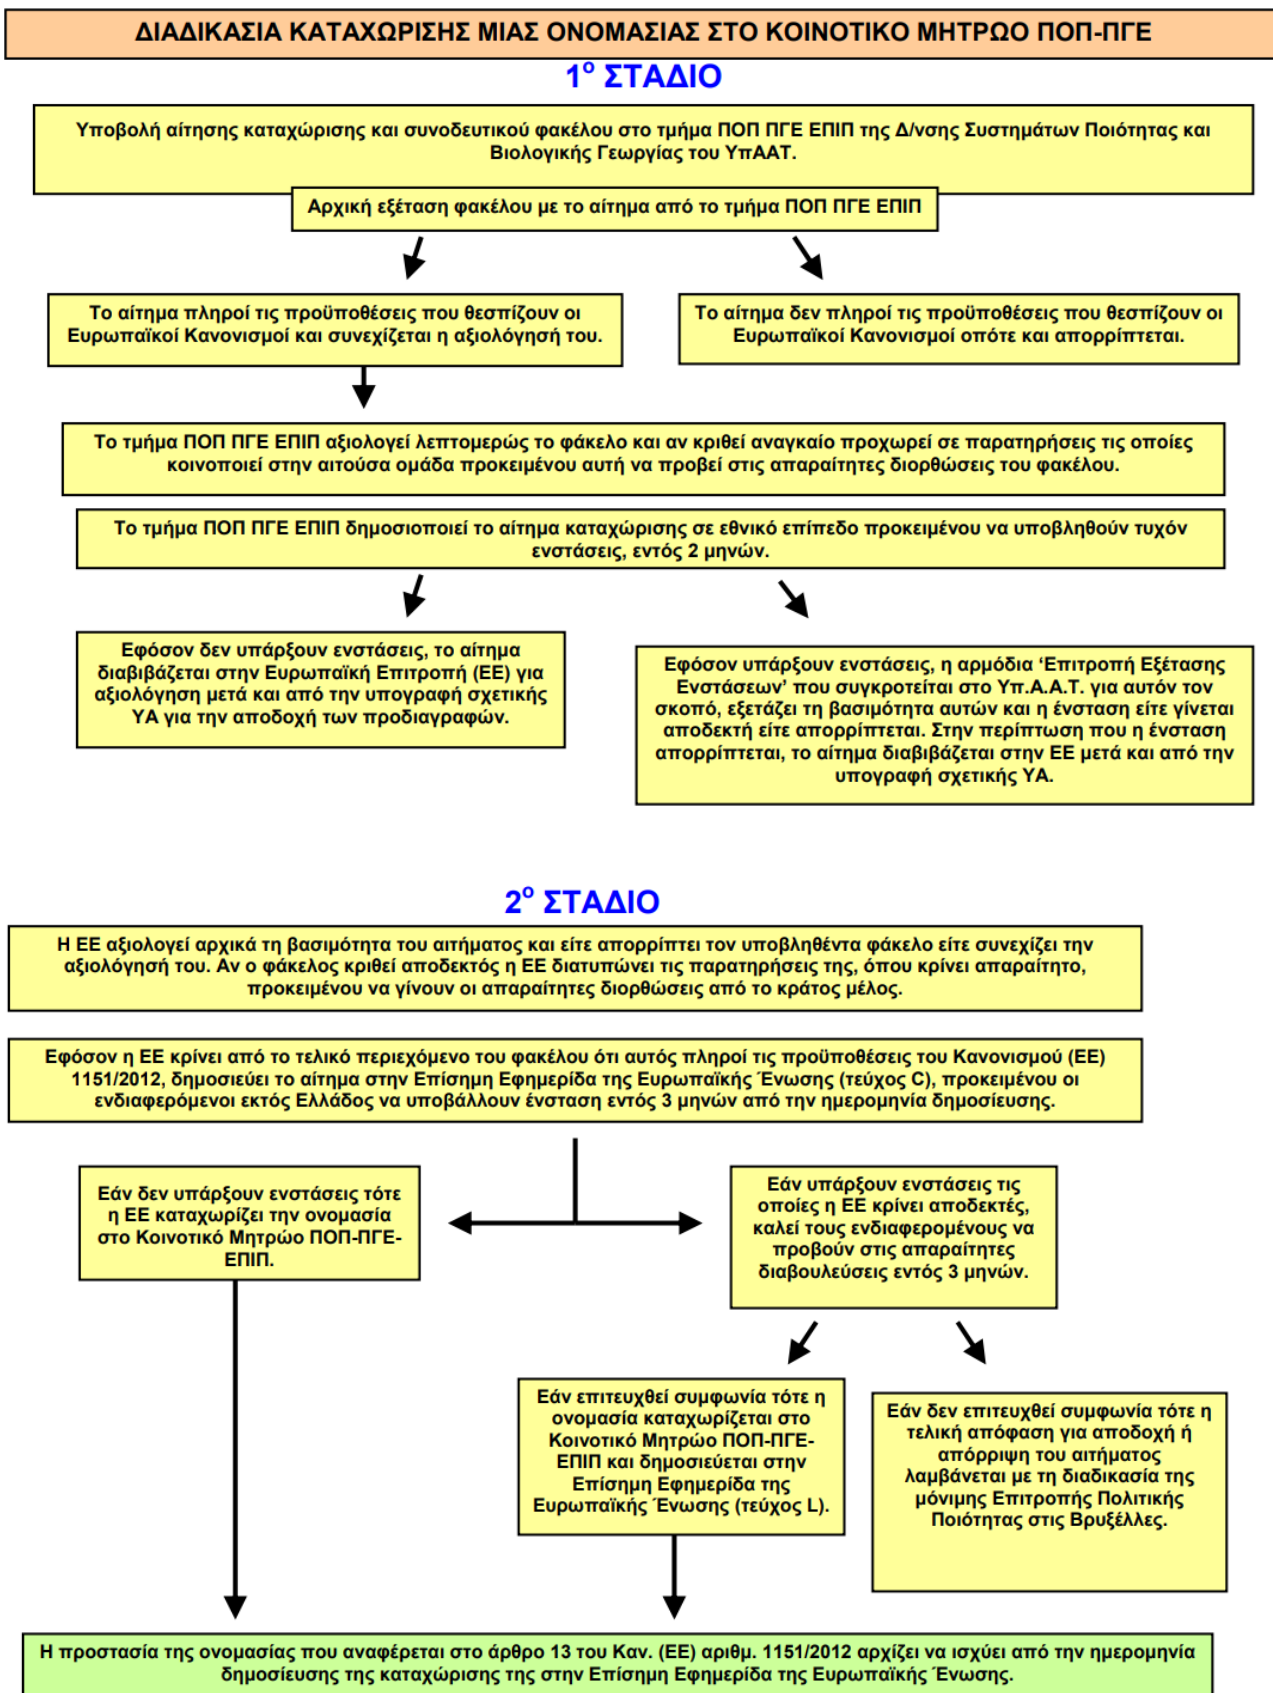 ΔΙΑΔΙΚΑΣΙΑ ΚΑΤΑΧΩΡΙΣΗΣ ΜΙΑΣ ΟΝΟΜΑΣΙΑΣ ΣΤΟ ΚΟΙΝΟΤΙΚΟ ΜΗΤΡΩΟ ΠΟΠ-ΠΓΕ
1ο ΣΤΑΔΙΟ
Υποβολή αίτησης καταχώρισης και συνοδευτικού φακέλου στο τμήμα ΠΟΠ ΠΓΕ ΕΠΙΠ της Δ/νσης Συστημάτων Ποιότητας και
Βιολογικής Γεωργίας του ΥπΑΑΤ.
Αρχική εξέταση φακέλου με το αίτημα από το τμήμα ΠΟΠ ΠΓΕ ΕΠΙΠ
Το αίτημα πληροί τις προϋποθέσεις που θεσπίζουν οι
Ευρωπαϊκοί Κανονισμοί και συνεχίζεται η αξιολόγησή του.
Το αίτημα δεν πληροί τις προϋποθέσεις που θεσπίζουν οι
Ευρωπαϊκοί Κανονισμοί οπότε και απορρίπτεται.
Το τμήμα ΠΟΠ ΠΓΕ ΕΠΙΠ αξιολογεί λεπτομερώς το φάκελο και αν κριθεί αναγκαίο προχωρεί σε παρατηρήσεις τις οποίες
κοινοποιεί στην αιτούσα ομάδα προκειμένου αυτή να προβεί στις απαραίτητες διορθώσεις του φακέλου.
Το τμήμα ΠΟΠ ΠΓΕ ΕΠΙΠ δημοσιοποιεί το αίτημα καταχώρισης σε εθνικό επίπεδο προκειμένου να υποβληθούν τυχόν
ενστάσεις, εντός 2 μηνών.
Εφόσον δεν υπάρξουν ενστάσεις, το αίτημα
διαβιβάζεται στην Ευρωπαϊκή Επιτροπή (ΕΕ) για
αξιολόγηση μετά και από την υπογραφή σχετικής
ΥΑ για την αποδοχή των προδιαγραφών.
Εφόσον υπάρξουν ενστάσεις, η αρμόδια ‘Επιτροπή Εξέτασης
Ενστάσεων’ που συγκροτείται στο Υπ.Α.Α.Τ. για αυτόν τον
σκοπό, εξετάζει τη βασιμότητα αυτών και η ένσταση είτε γίνεται
αποδεκτή είτε απορρίπτεται. Στην περίπτωση που η ένσταση
απορρίπτεται, το αίτημα διαβιβάζεται στην ΕΕ μετά και από την
υπογραφή σχετικής ΥΑ.
2ο ΣΤΑΔΙΟ
Η ΕΕ αξιολογεί αρχικά τη βασιμότητα του αιτήματος και είτε απορρίπτει τον υποβληθέντα φάκελο είτε συνεχίζει την
αξιολόγησή του. Αν ο φάκελος κριθεί αποδεκτός η ΕΕ διατυπώνει τις παρατηρήσεις της, όπου κρίνει απαραίτητο,
προκειμένου να γίνουν οι απαραίτητες διορθώσεις από το κράτος μέλος.
Εφόσον η ΕΕ κρίνει από το τελικό περιεχόμενο του φακέλου ότι αυτός πληροί τις προϋποθέσεις του Κανονισμού (ΕΕ)
1151/2012, δημοσιεύει το αίτημα στην Επίσημη Εφημερίδα της Ευρωπαϊκής Ένωσης (τεύχος C), προκειμένου οι
ενδιαφερόμενοι εκτός Ελλάδος να υποβάλλουν ένσταση εντός 3 μηνών από την ημερομηνία δημοσίευσης.
Εάν δεν υπάρξουν ενστάσεις τότε
η ΕΕ καταχωρίζει την ονομασία
στο Κοινοτικό Μητρώο ΠΟΠ-ΠΓΕ-
ΕΠΙΠ.
Εάν υπάρξουν ενστάσεις τις
οποίες η ΕΕ κρίνει αποδεκτές,
καλεί τους ενδιαφερομένους να
προβούν στις απαραίτητες
διαβουλεύσεις εντός 3 μηνών.
Εάν επιτευχθεί συμφωνία τότε η
ονομασία καταχωρίζεται στο
Κοινοτικό Μητρώο ΠΟΠ-ΠΓΕ-
ΕΠΙΠ και δημοσιεύεται στην
Επίσημη Εφημερίδα της
Ευρωπαϊκής Ένωσης (τεύχος L).
Εάν δεν επιτευχθεί συμφωνία τότε η
τελική απόφαση για αποδοχή ή
απόρριψη του αιτήματος
λαμβάνεται με τη διαδικασία της
μόνιμης Επιτροπής Πολιτικής
Ποιότητας στις Βρυξέλλες.
Η προστασία της ονομασίας που αναφέρεται στο άρθρο 13 του Καν. (ΕΕ) αριθμ. 1151/2012 αρχίζει να ισχύει από την ημερομηνία
δημοσίευσης της καταχώρισης της στην Επίσημη Εφημερίδα της Ευρωπαϊκής Ένωσης.